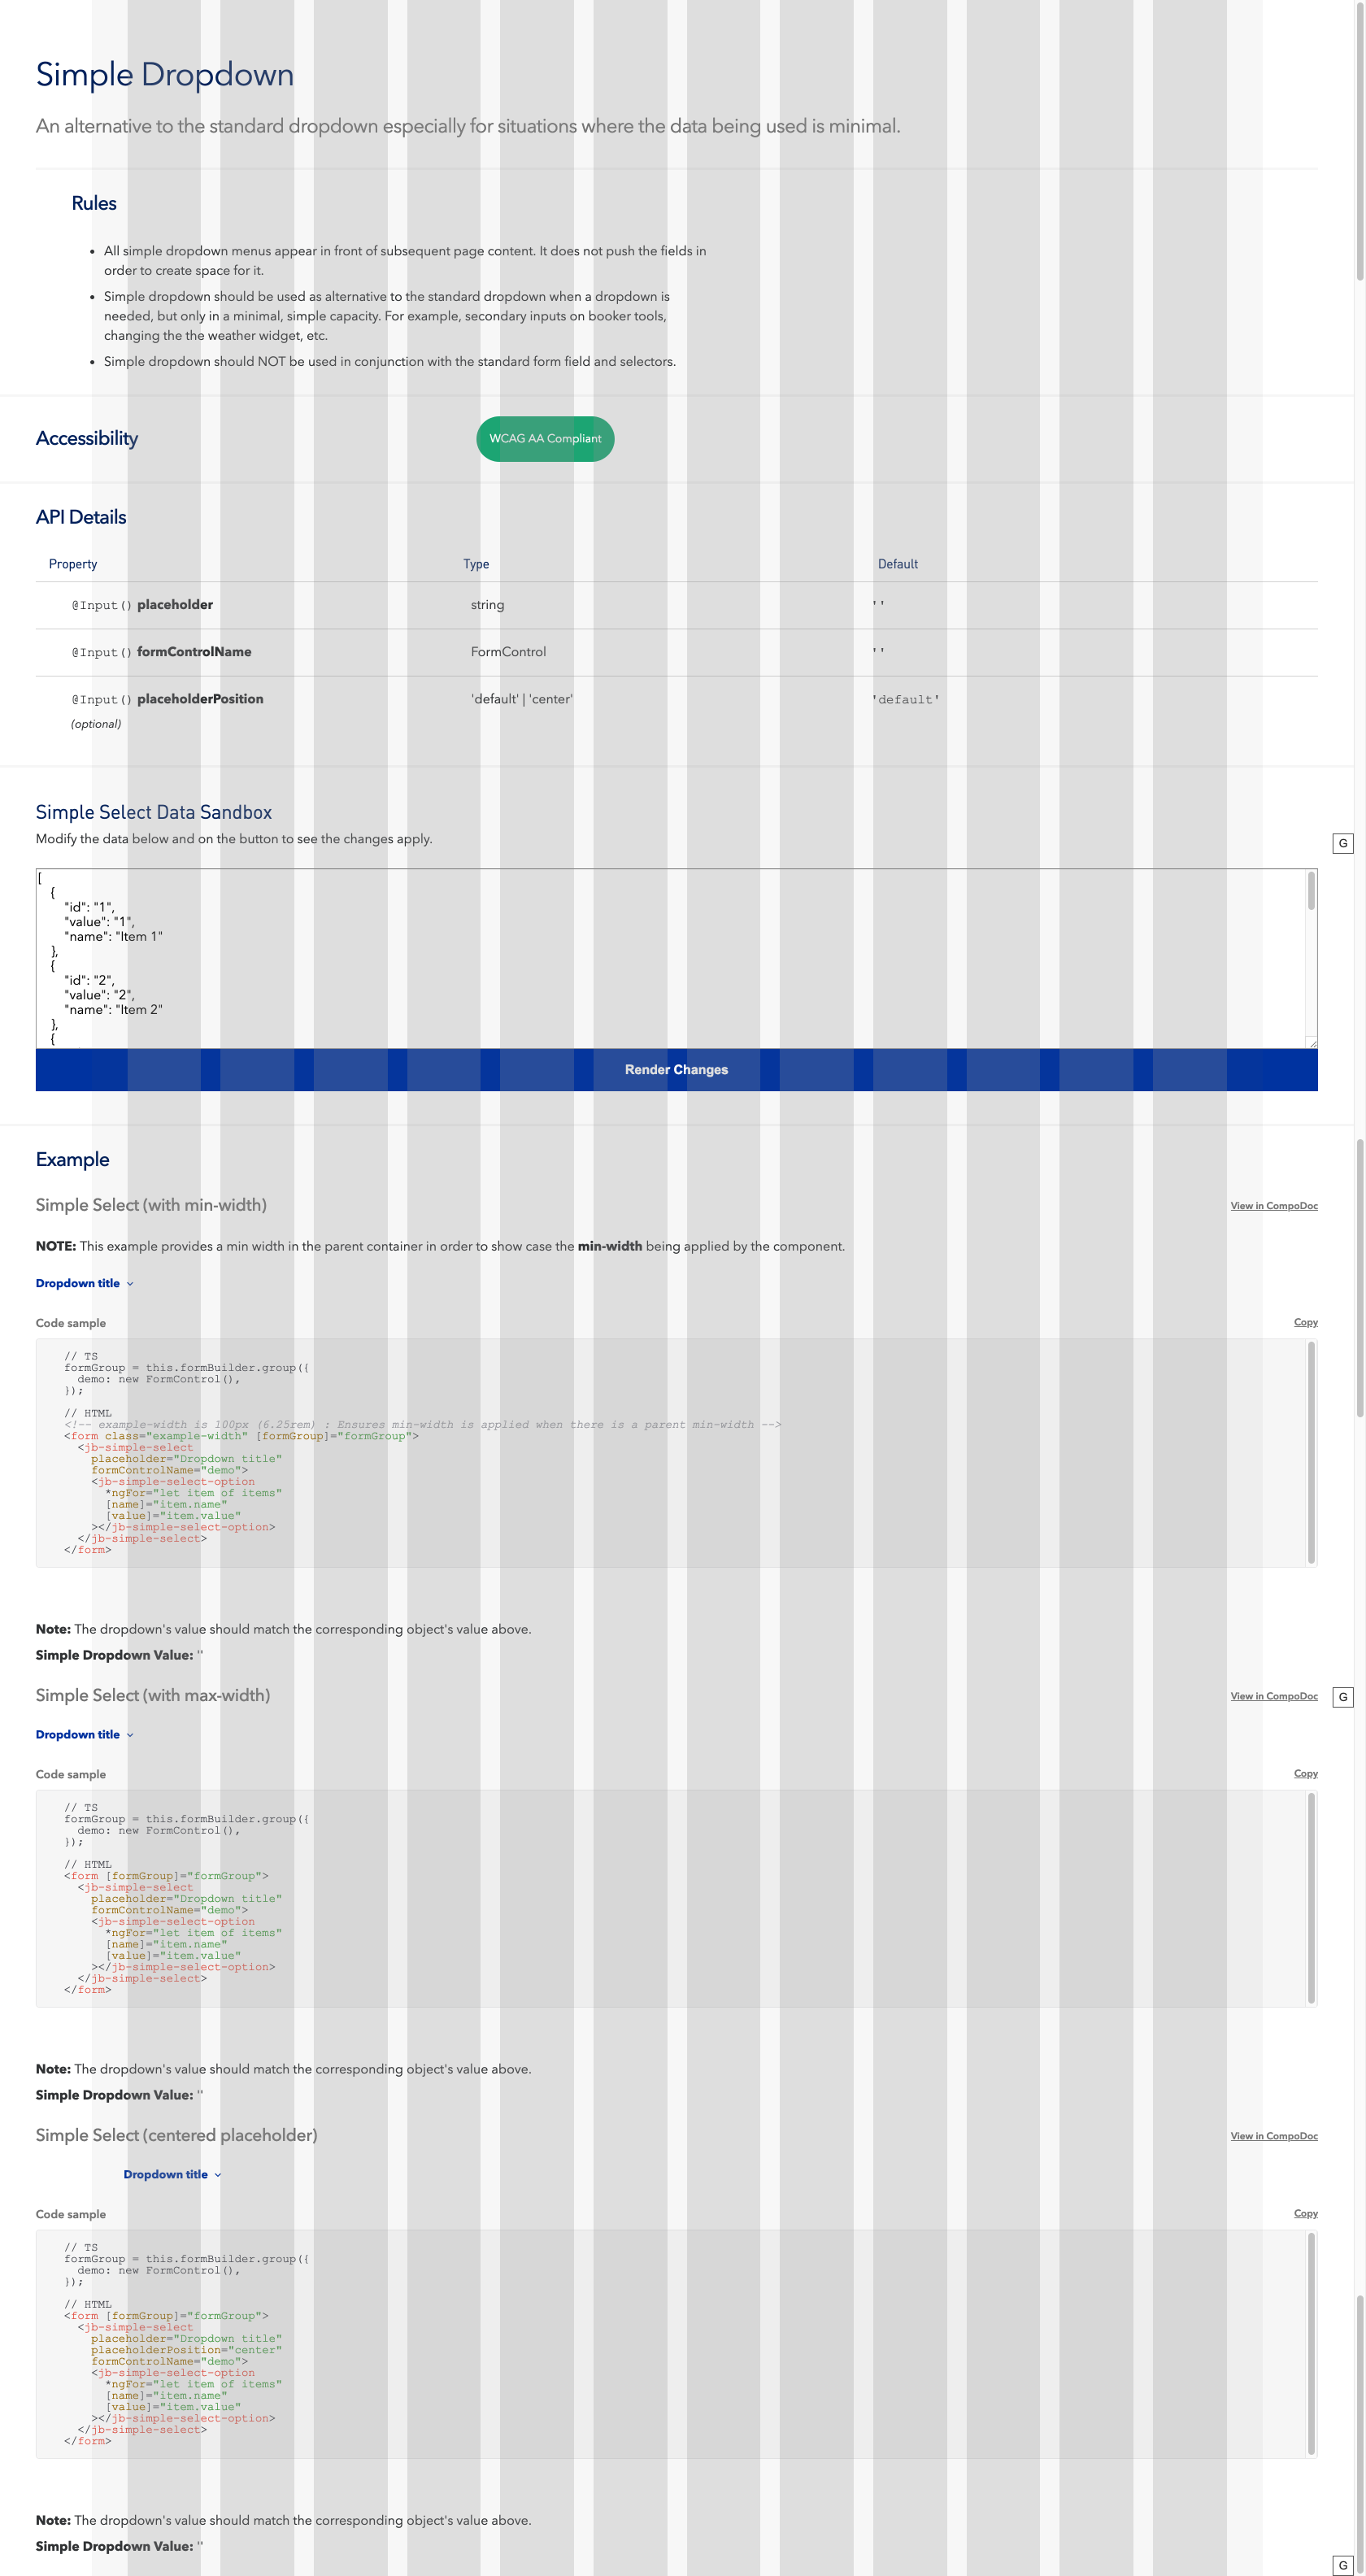 Simple Dropdown
An alternative to the standard dropdown especially for situations where the data being used is minimal.
Rules
• All simple dropdown menus appear in front of subsequent page content. It does not push the fields in
order to create space for it.
• Simple dropdown should be used as alternative to the standard dropdown when a dropdown is
needed, but only in a minimal, simple capacity. For example, secondary inputs on booker tools,
changing the the weather widget, etc.
• Simple dropdown should NOT be used in conjunction with the standard form field and selectors.
Accessibility WCAG AA Compliant
API Details
Property Type Default
@Input() placeholder string ''
@Input() formControlName FormControl ''
@Input() placeholderPosition 'default' | 'center' 'default'
(optional)
Simple Select Data Sandbox
Modify the data below and on the button to see the changes apply.
G
[
{
"id": "1",
"value": "1",
"name": "Item 1"
},
{
"id": "2",
"value": "2",
"name": "Item 2"
},
{
Render Changes
Example
Simple Select (with min-width) View in CompoDoc
NOTE: This example provides a min width in the parent container in order to show case the min-width being applied by the component.
Dropdown title
Code sample Copy
// TS
formGroup = this.formBuilder.group({
demo: new FormControl(),
});
// HTML
<!-- example-width is 100px (6.25rem) : Ensures min-width is applied when there is a parent min-width -->
<form class="example-width" [formGroup]="formGroup">
<jb-simple-select
placeholder="Dropdown title"
formControlName="demo">
<jb-simple-select-option
*ngFor="let item of items"
[name]="item.name"
[value]="item.value"
></jb-simple-select-option>
</jb-simple-select>
</form>
Note: The dropdown's value should match the corresponding object's value above.
Simple Dropdown Value: ''
Simple Select (with max-width) View in CompoDoc G
Dropdown title
Code sample Copy
// TS
formGroup = this.formBuilder.group({
demo: new FormControl(),
});
// HTML
<form [formGroup]="formGroup">
<jb-simple-select
placeholder="Dropdown title"
formControlName="demo">
<jb-simple-select-option
*ngFor="let item of items"
[name]="item.name"
[value]="item.value"
></jb-simple-select-option>
</jb-simple-select>
</form>
Note: The dropdown's value should match the corresponding object's value above.
Simple Dropdown Value: ''
Simple Select (centered placeholder) View in CompoDoc
Dropdown title
Code sample Copy
// TS
formGroup = this.formBuilder.group({
demo: new FormControl(),
});
// HTML
<form [formGroup]="formGroup">
<jb-simple-select
placeholder="Dropdown title"
placeholderPosition="center"
formControlName="demo">
<jb-simple-select-option
*ngFor="let item of items"
[name]="item.name"
[value]="item.value"
></jb-simple-select-option>
</jb-simple-select>
</form>
Note: The dropdown's value should match the corresponding object's value above.
Simple Dropdown Value: ''
G